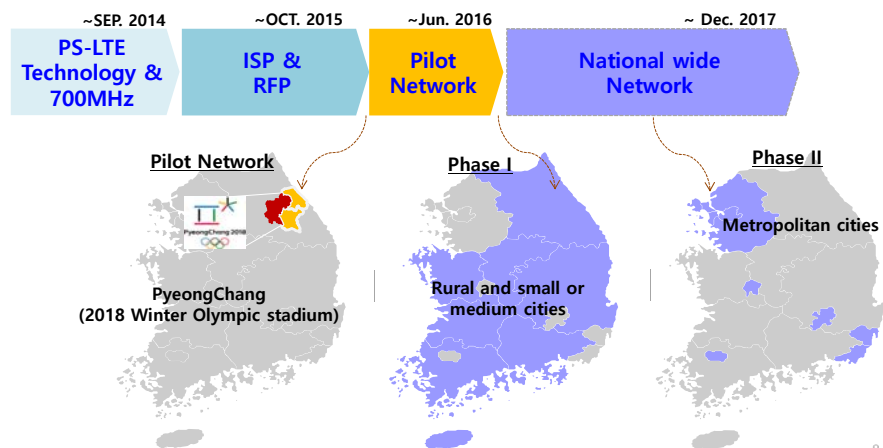 ~SEP. 2014
~OCT. 2015
~Jun. 2016
~ Dec. 2017
PS-LTE
Technology &
700MHz
ISP &
RFP
Pilot
Network
National wide
Network
Pilot Network
Phase I
Phase II
PyeongChang 2018
Metropolitan cities
PyeongChang
(2018 Winter Olympic stadium)
Rural and small or
medium cities